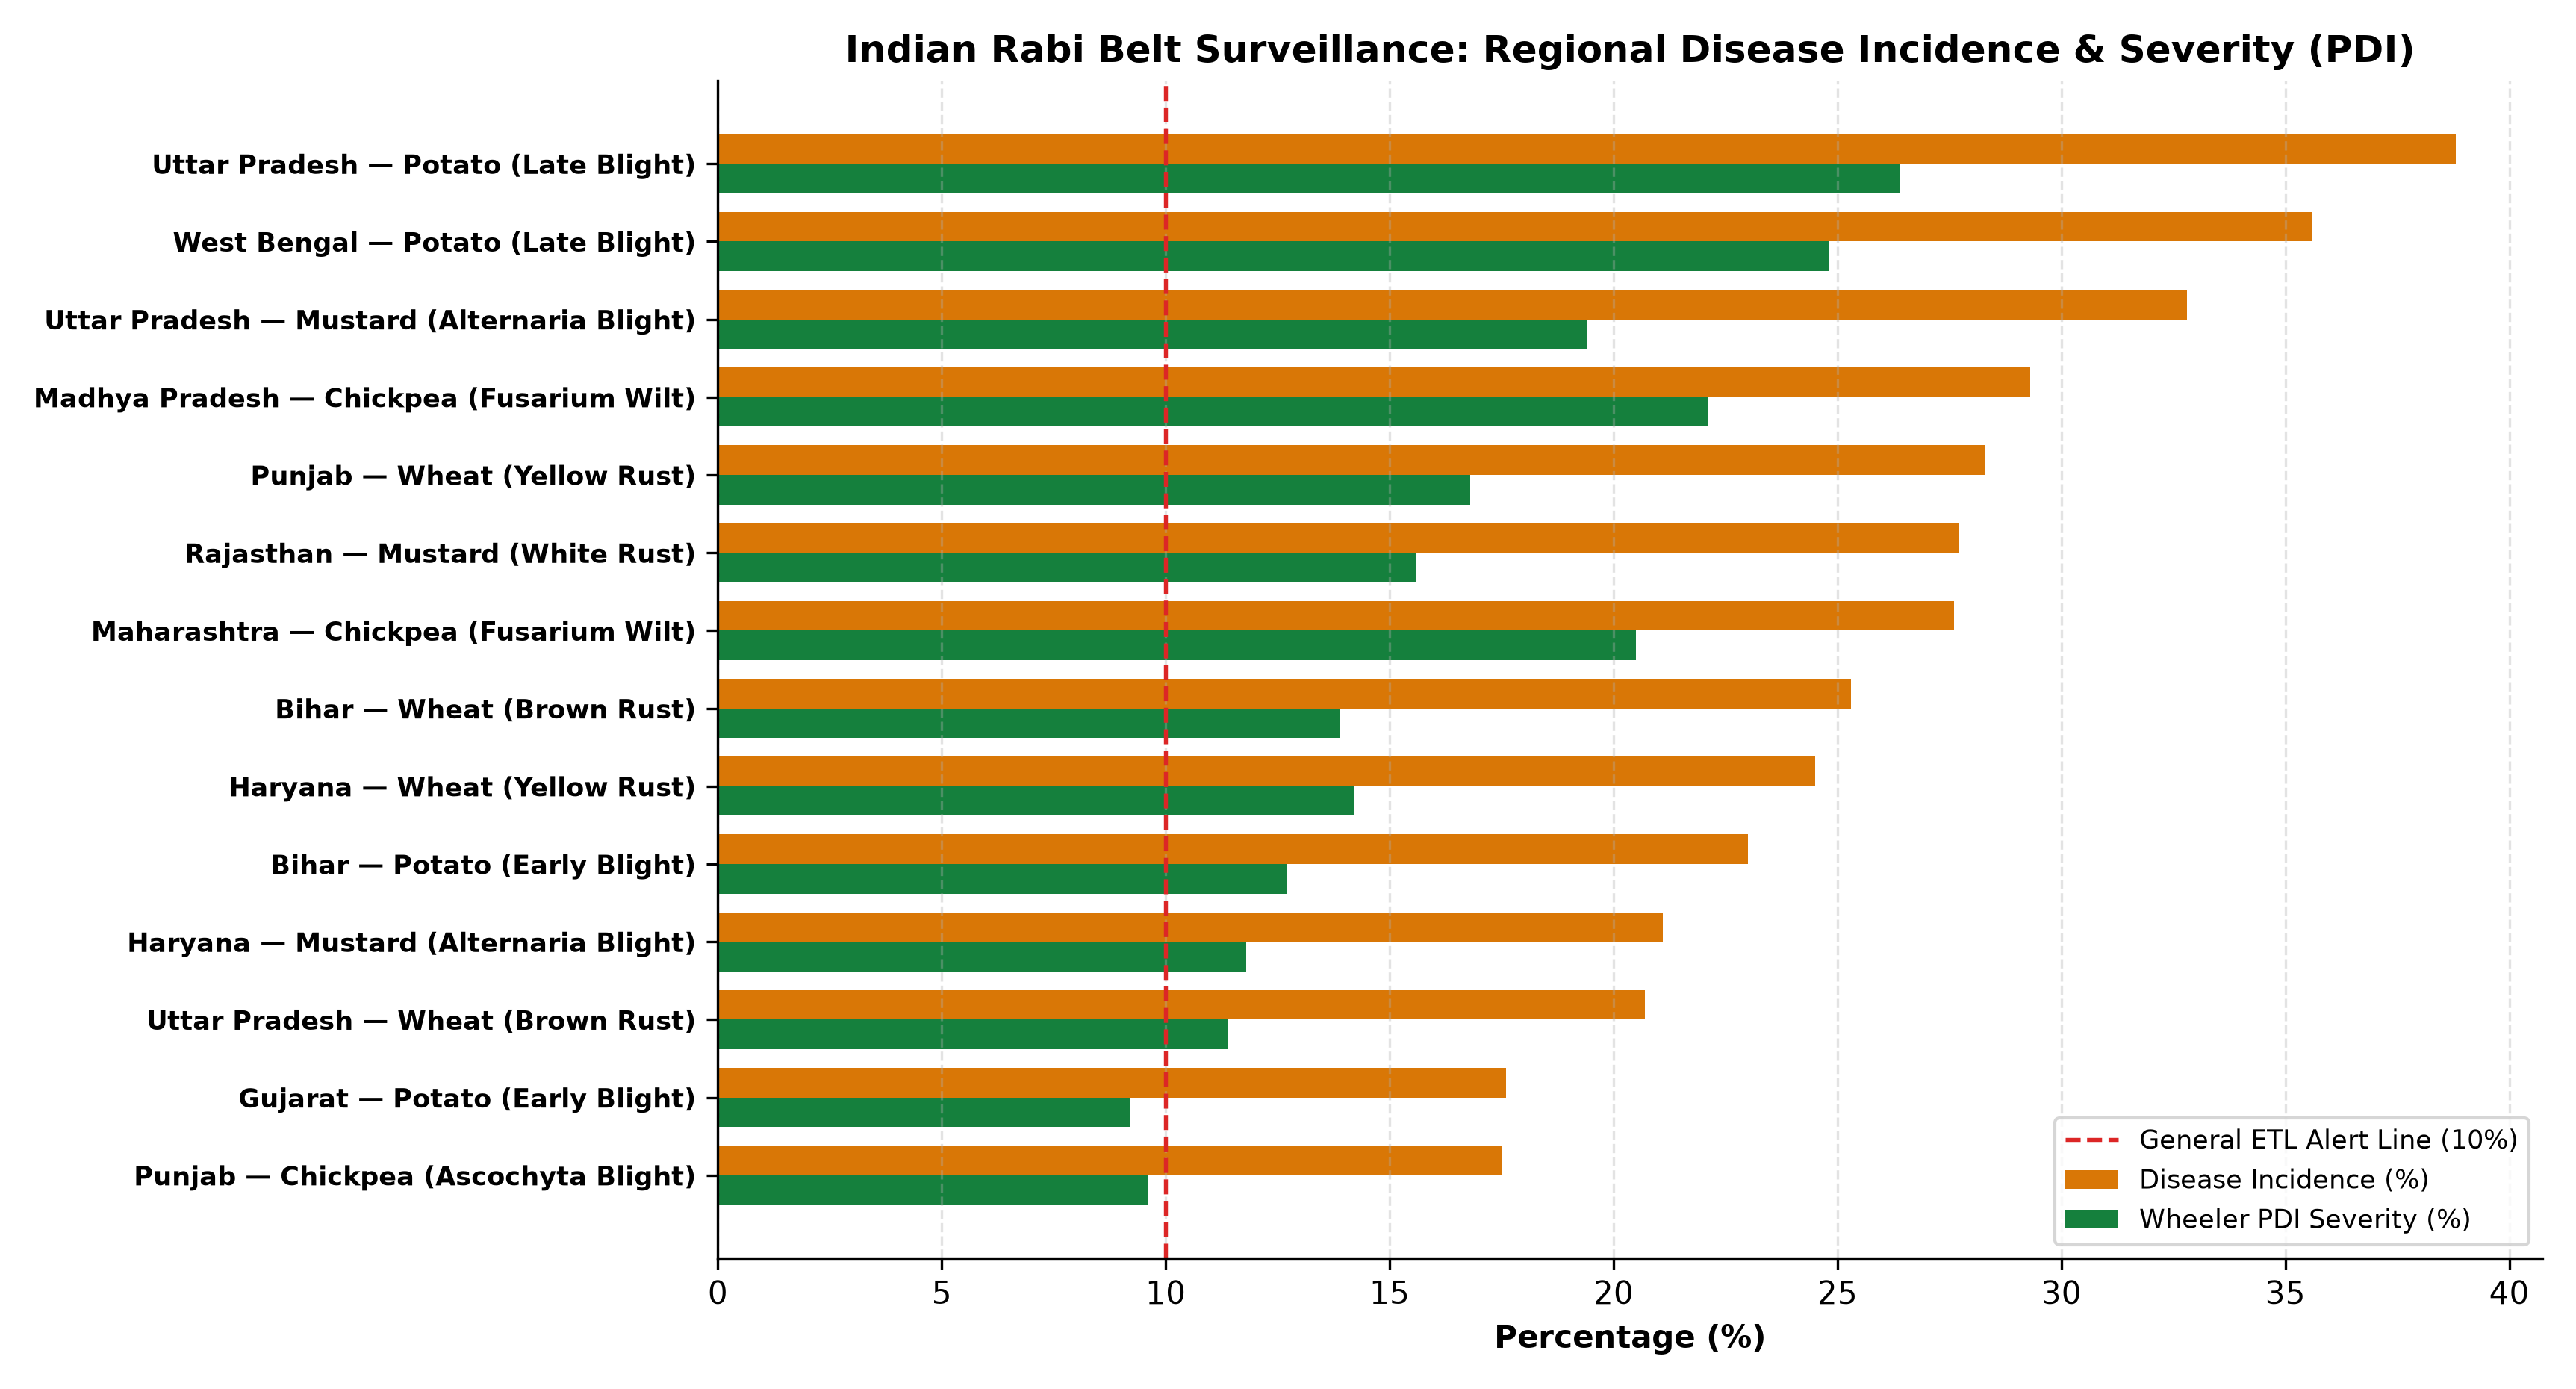 Indian Rabi Belt Surveillance: Regional Disease Incidence & Severity (PDI)
Uttar Pradesh — Potato (Late Blight)
West Bengal — Potato (Late Blight)
Uttar Pradesh — Mustard (Alternaria Blight)
Madhya Pradesh — Chickpea (Fusarium Wilt)
Punjab — Wheat (Yellow Rust)
Rajasthan — Mustard (White Rust)
Maharashtra — Chickpea (Fusarium Wilt)
Bihar — Wheat (Brown Rust)
Haryana — Wheat (Yellow Rust)
Bihar — Potato (Early Blight)
Haryana — Mustard (Alternaria Blight)
Uttar Pradesh — Wheat (Brown Rust)
Gujarat — Potato (Early Blight)
Punjab — Chickpea (Ascochyta Blight)
General ETL Alert Line (10%)
Disease Incidence (%)
Wheeler PDI Severity (%)
0 5 10 15 20 25 30 35 40
Percentage (%)